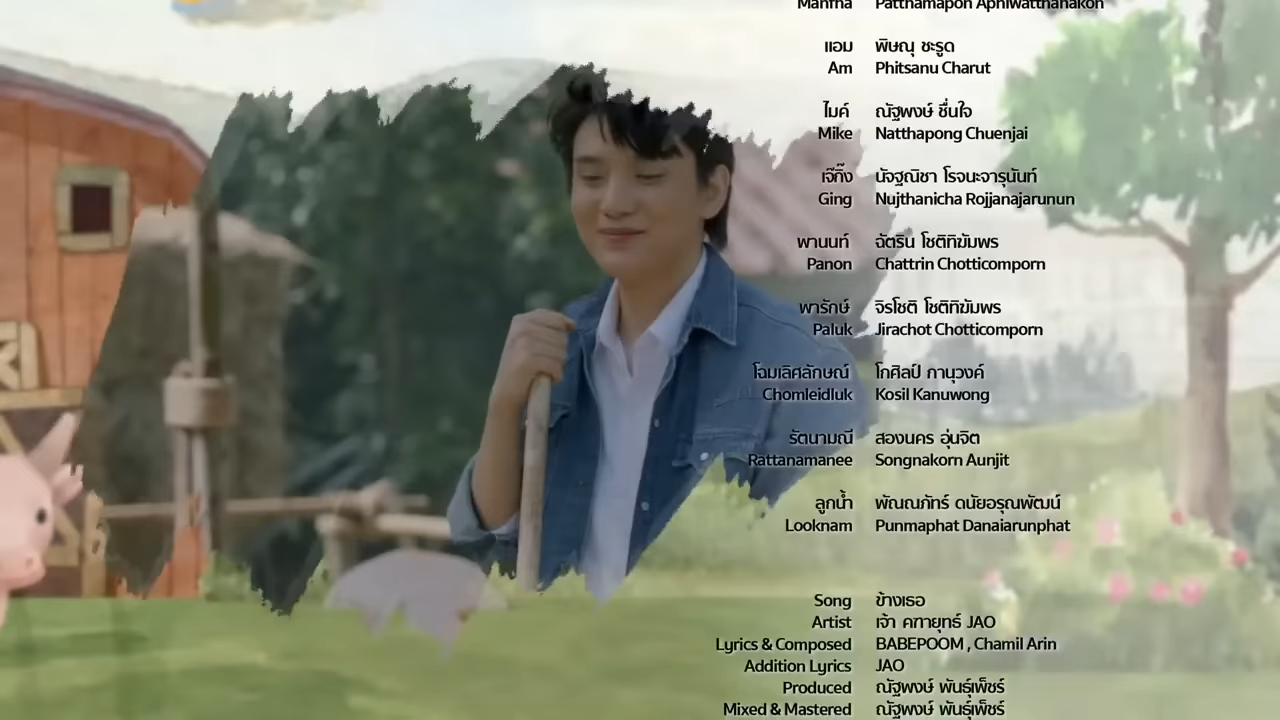 Manfha Patthamapon Aphiwatthanakon
แอม พิษณุ ชะรูด
Am Phitsanu Charut
ไมค์ ณัฐพงษ์ ชื่นใจ
Mike Natthapong Chuenjai
เจ๊กิ๊ง นัจฐณิชา โรจนะจารุนันท์
Ging Nujthanicha Rojjanajarunun
พานนท์ ฉัตริน โชติทิฆัมพร
Panon Chattrin Chotticomporn
พารักษ์ จิรโชติ โชติทิฆัมพร
Paluk Jirachot Chotticomporn
โฉมเลิศลักษณ์ โกศิลป์ กานุวงค์
Chomleidluk Kosil Kanuwong
รัตนามณี สองนคร อุ่นจิต
Rattanamanee Songnakorn Aunjit
ลูกน้ำ พัณณภัทร์ ดนัยอรุณพัฒน์
Looknam Punmaphat Danaiarunphat
Song ข้างเธอ
Artist เจ้า คฑายุทธ์ JAO
Lyrics & Composed BABEPOOM , Chamil Arin
Addition Lyrics JAO
Produced ณัฐพงษ์ พันธุ์เพ็ชร์
Mixed & Mastered ณัฐพงษ์ พันธุ์เพ็ชร์